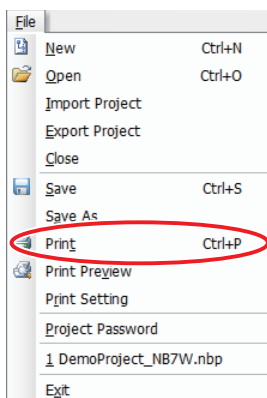 File
New Ctrl+N
Open Ctrl+O
Import Project
Export Project
Close
Save Ctrl+S
Save As
Print Ctrl+P
Print Preview
Print Setting
Project Password
1 DemoProject_NB7W.nbp
Exit